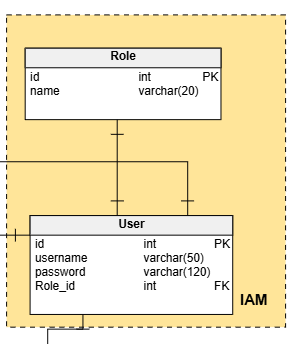 Role
id int PK
name varchar(20)
User
id int PK
username varchar(50)
password varchar(120)
Role_id int FK
IAM